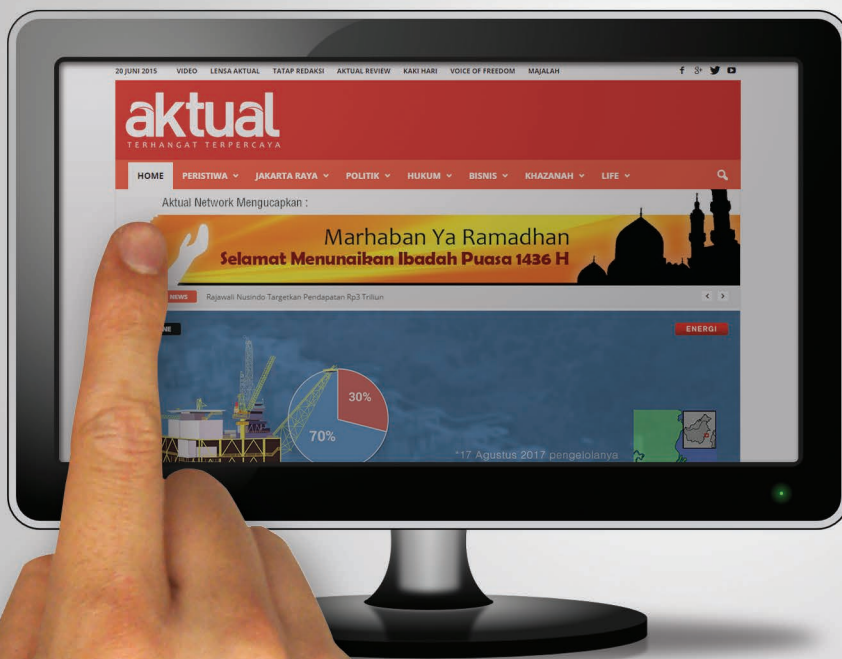 20 JUNI 2015 VIDEO LENSA AKTUAL TATAP REDAKSI AKTUAL REVIEW KAKI HARI VOICE OF FREEDOM MAJALAH
aktual
TERHANGAT TERPERCAYA
HOME PERISTIWA JAKARTA RAYA POLITIK HUKUM BISNIS KHAZANAH LIFE
Aktual Network Mengucapkan :
Marhaban Ya Ramadhan
Selamat Menunaikan Ibadah Puasa 1436 H
NEWS Rajawali Nusindo Targetkan Pendapatan Rp3 Triliun
ENERGI
30%
70%
*17 Agustus 2017 pengelolanya